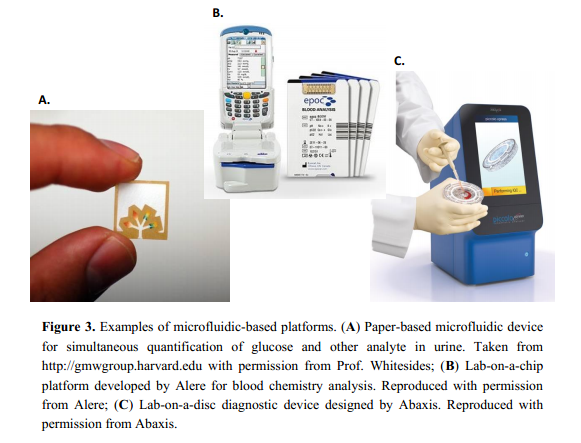 B.
C.
A.
epoc
BLOOD ANALYSIS
Figure 3. Examples of microfluidic-based platforms. (A) Paper-based microfluidic device
for simultaneous quantification of glucose and other analyte in urine. Taken from
http://gmwgroup.harvard.edu with permission from Prof. Whitesides; (B) Lab-on-a-chip
platform developed by Alere for blood chemistry analysis. Reproduced with permission
from Alere; (C) Lab-on-a-disc diagnostic device designed by Abaxis. Reproduced with
permission from Abaxis.